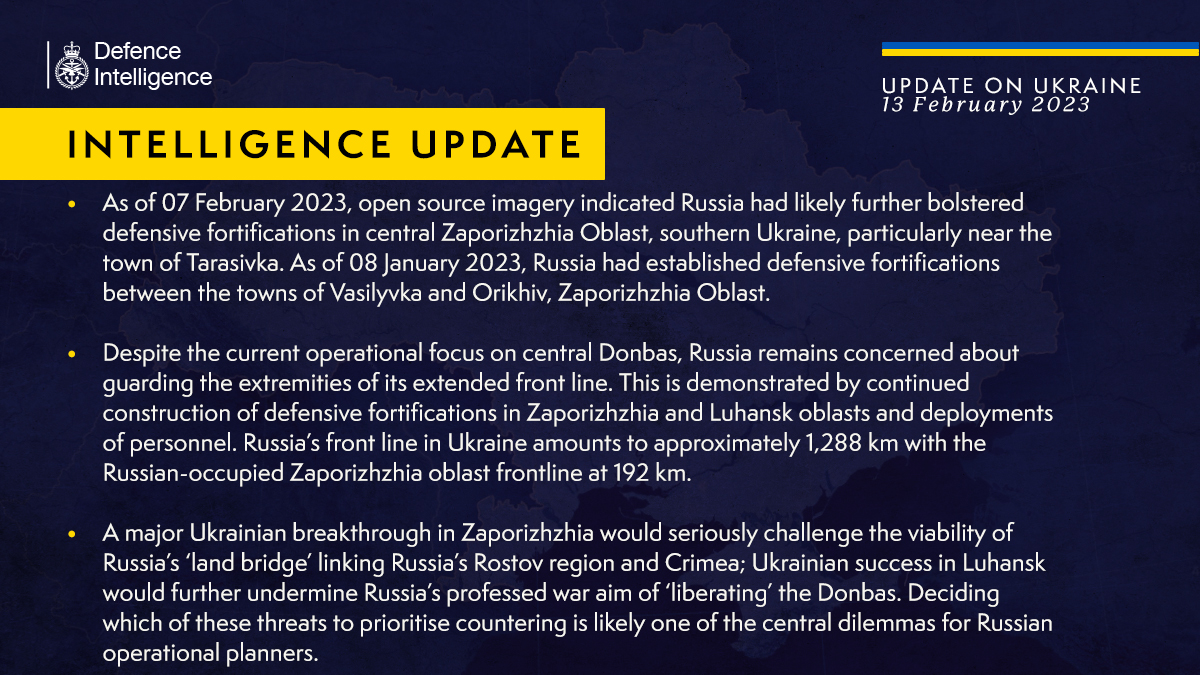 Defence
Intelligence
UPDATE ON UKRAINE
13 February 2023
INTELLIGENCE UPDATE
• As of 07 February 2023, open source imagery indicated Russia had likely further bolstered
defensive fortifications in central Zaporizhzhia Oblast, southern Ukraine, particularly near the
town of Tarasivka. As of 08 January 2023, Russia had established defensive fortifications
between the towns of Vasilyvka and Orikhiv, Zaporizhzhia Oblast.
• Despite the current operational focus on central Donbas, Russia remains concerned about
guarding the extremities of its extended front line. This is demonstrated by continued
construction of defensive fortifications in Zaporizhzhia and Luhansk oblasts and deployments
of personnel. Russia's front line in Ukraine amounts to approximately 1,288 km with the
Russian-occupied Zaporizhzhia oblast frontline at 192 km.
• A major Ukrainian breakthrough in Zaporizhzhia would seriously challenge the viability of
Russia's 'land bridge' linking Russia's Rostov region and Crimea; Ukrainian success in Luhansk
would further undermine Russia's professed war aim of 'liberating' the Donbas. Deciding
which of these threats to prioritise countering is likely one of the central dilemmas for Russian
operational planners.